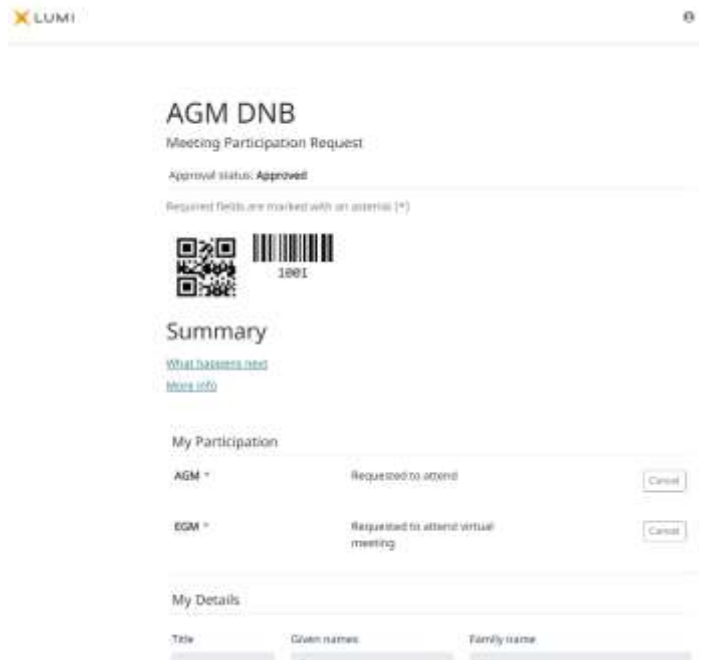 LUMI
AGM DNB
Meeting Participation Request
Approval status: Approved
Required fields are marked with an asterisk (*)
1001
Summary
What happens next
More info
My Participation
AGM *
Requested to attend
Cancel
EGM *
Requested to attend virtual
meeting
Cancel
My Details
Title
Given names
Family name